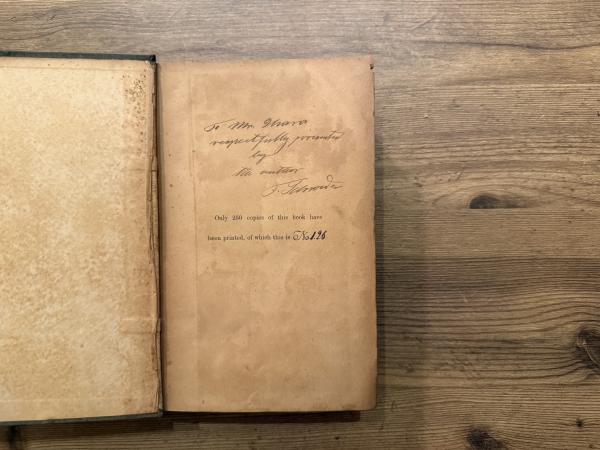 To Mr.
respectfully presented
by
the author
Only 250 copies of this book have
been printed, of which this is No 126